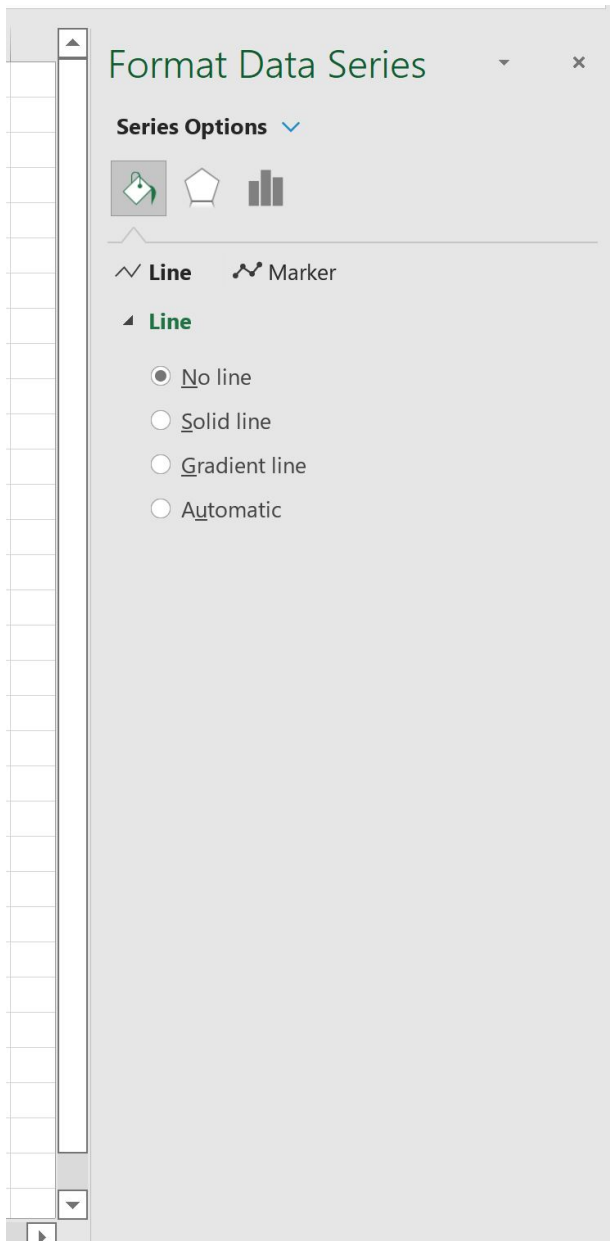 Format Data Series
Series Options
Line Marker
Line
No line
Solid line
Gradient line
Automatic